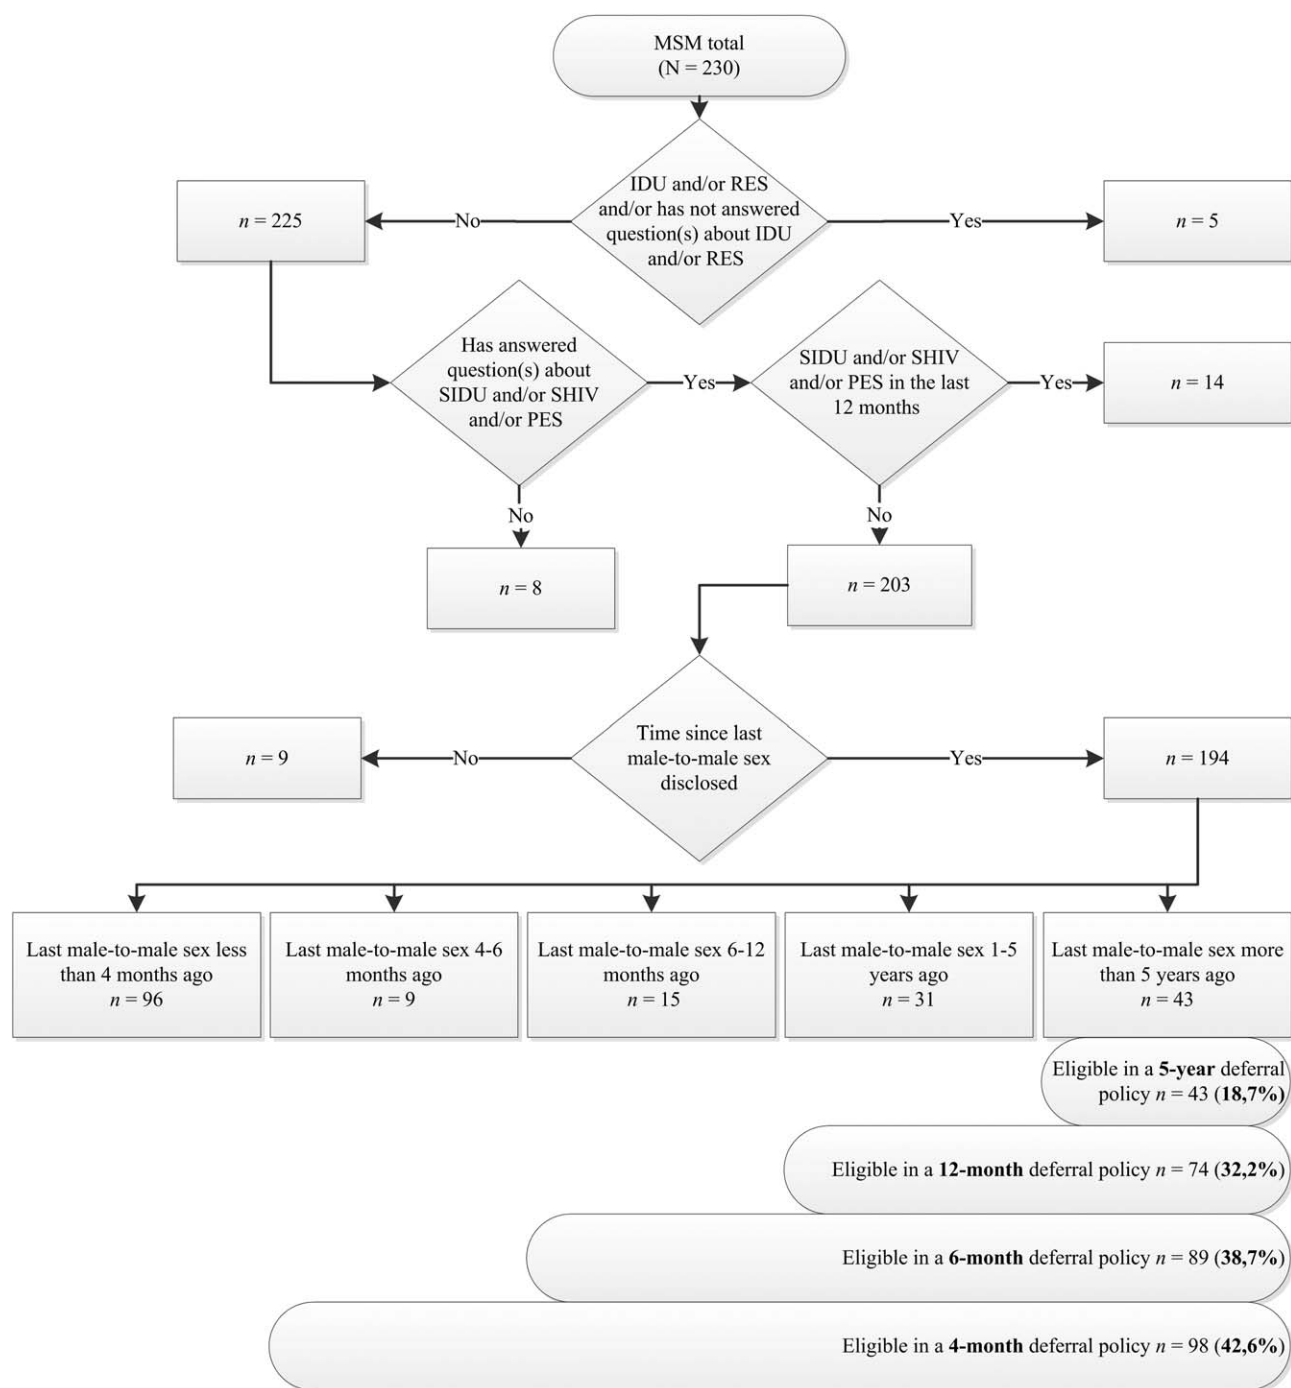 MSM total
(N = 230)
IDU and/or RES
and/or has not answered
question(s) about IDU
and/or RES
No
Yes
n = 225
n = 5
Has answered
question(s) about
SIDU and/or SHIV
and/or PES
Yes
SIDU and/or SHIV
and/or PES in the last
12 months
Yes
n = 14
No
No
n = 8
n = 203
Time since last
male-to-male sex
disclosed
No
Yes
n = 9
n = 194
Last male-to-male sex less
than 4 months ago
n = 96
Last male-to-male sex 4-6
months ago
n = 9
Last male-to-male sex 6-12
months ago
n = 15
Last male-to-male sex 1-5
years ago
n = 31
Last male-to-male sex more
than 5 years ago
n = 43
Eligible in a 5-year deferral
policy n = 43 (18,7%)
Eligible in a 12-month deferral policy n = 74 (32,2%)
Eligible in a 6-month deferral policy n = 89 (38,7%)
Eligible in a 4-month deferral policy n = 98 (42,6%)